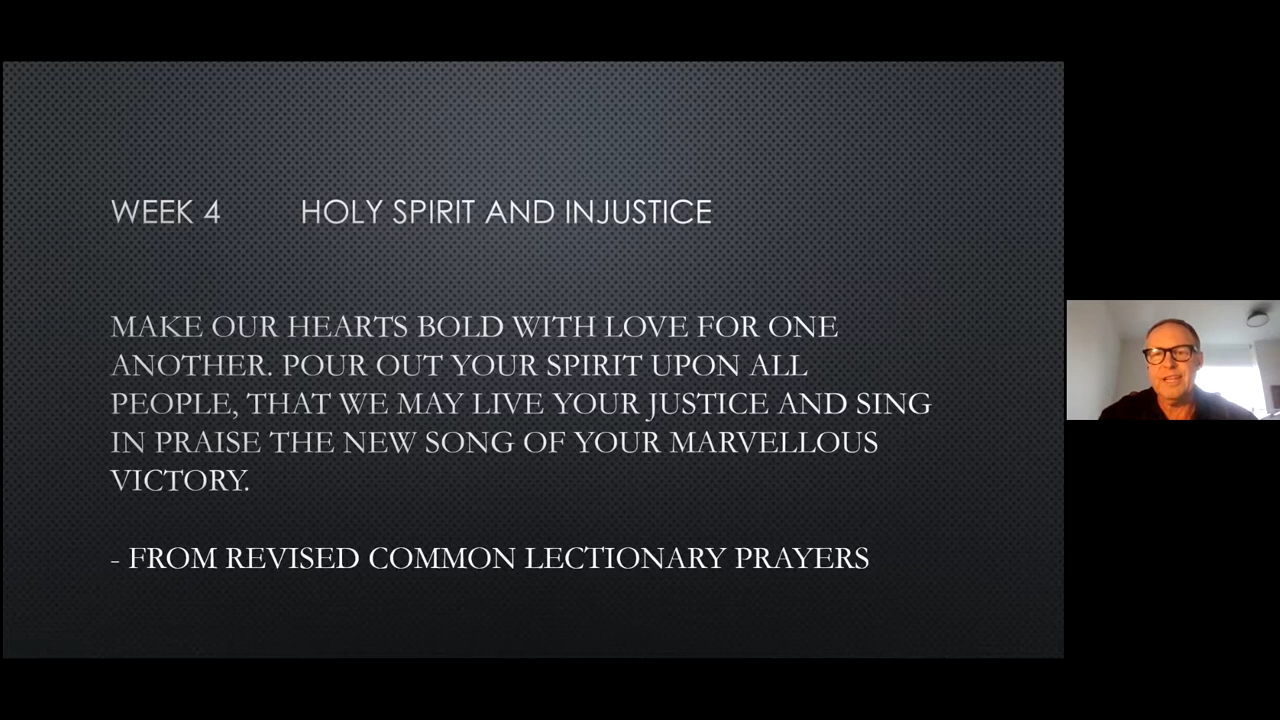 WEEK 4 HOLY SPIRIT AND INJUSTICE
MAKE OUR HEARTS BOLD WITH LOVE FOR ONE
ANOTHER. POUR OUT YOUR SPIRIT UPON ALL
PEOPLE, THAT WE MAY LIVE YOUR JUSTICE AND SING
IN PRAISE THE NEW SONG OF YOUR MARVELLOUS
VICTORY.
- FROM REVISED COMMON LECTIONARY PRAYERS